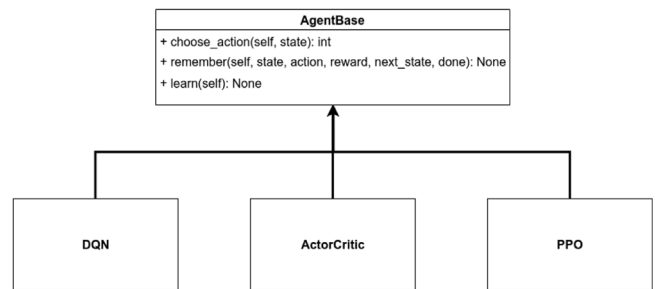 AgentBase
+ choose_action(self, state): int
+ remember(self, state, action, reward, next_state, done): None
+ learn(self): None
DQN
ActorCritic
PPO